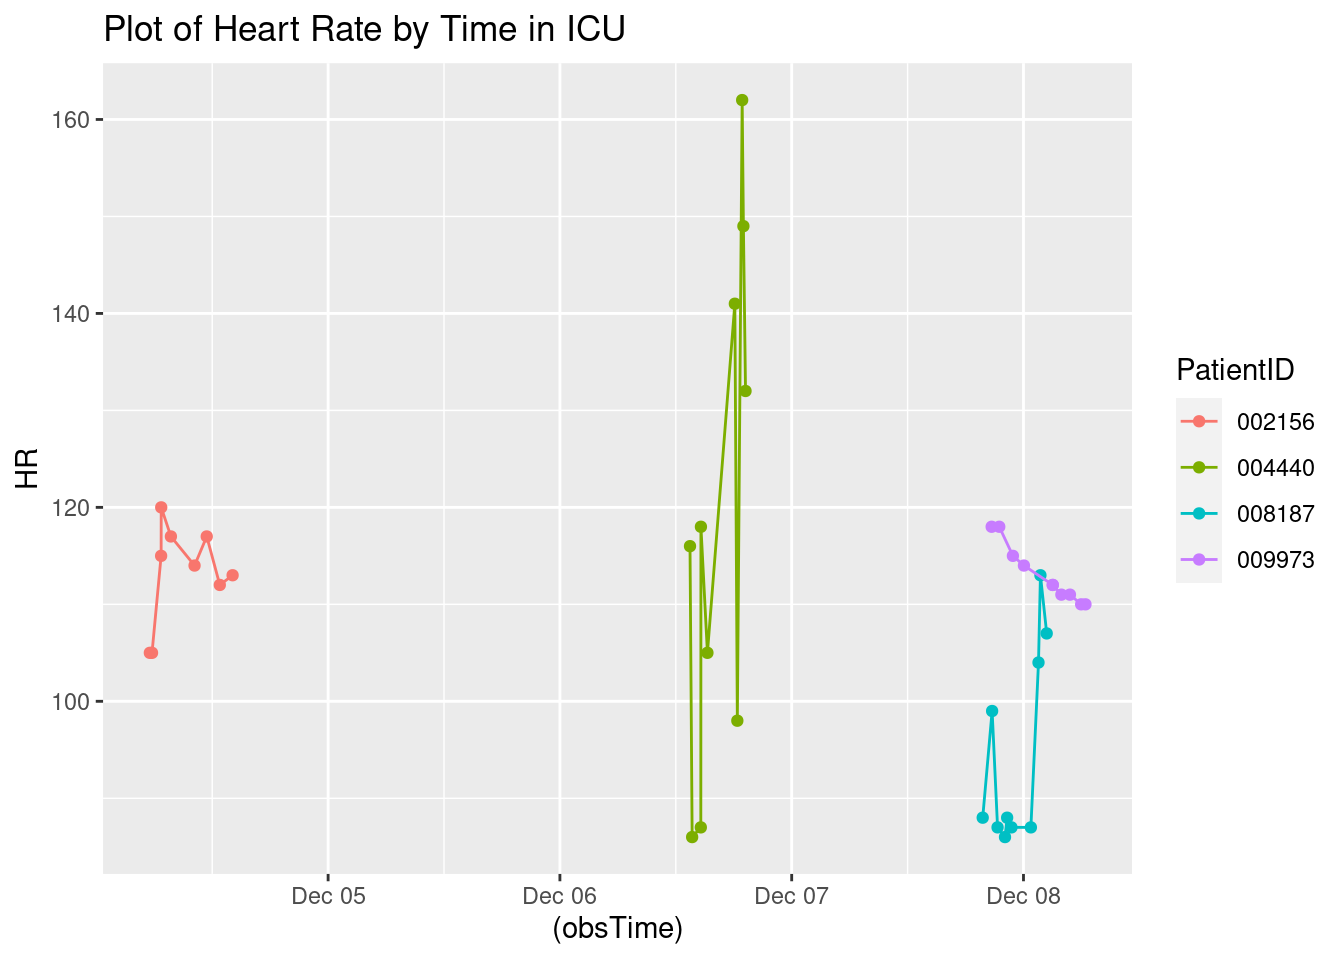 Plot of Heart Rate by Time in ICU
160
140
120
100
HR
Dec 05
Dec 06
Dec 07
Dec 08
(obsTime)
PatientID
002156
004440
008187
009973